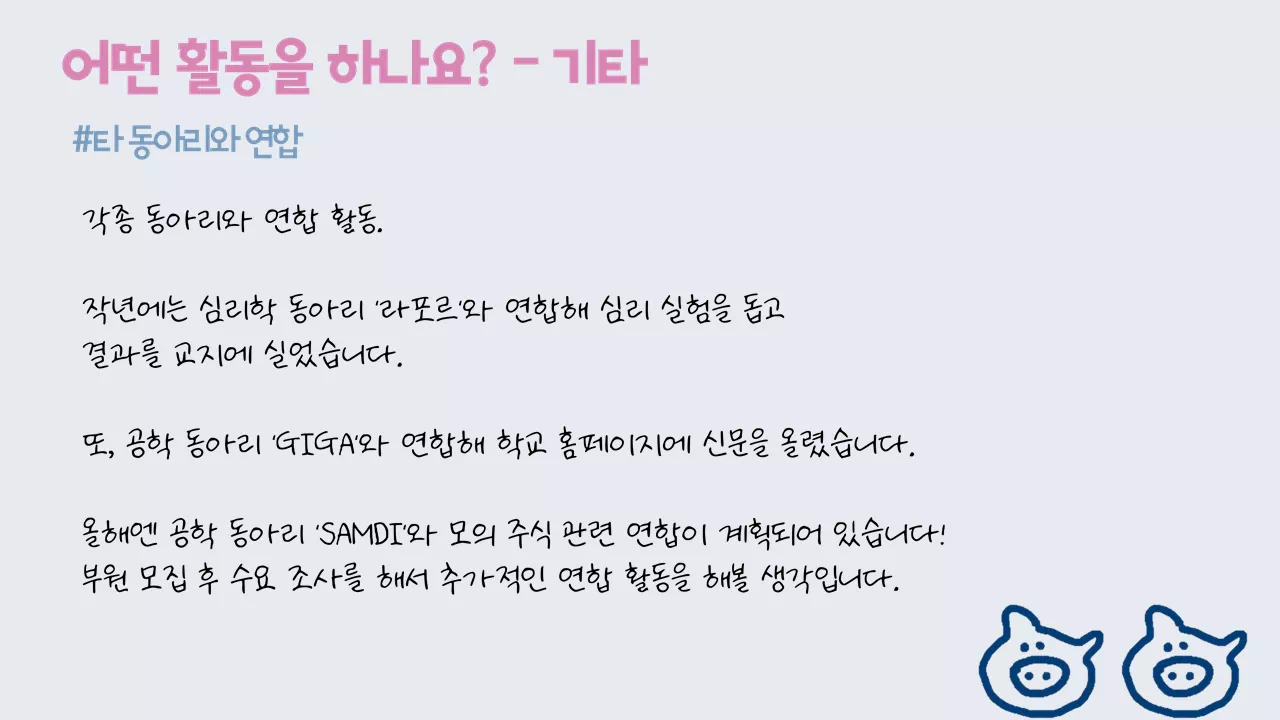 어떤 활동을 하나요? - 기타
#타 동아리와 연합
각종 동아리와 연합 활동.
작년에는 심리학 동아리 '라포르'와 연합해 심리 실험을 돕고
결과를 교지에 실었습니다.
또, 공학 동아리 'GIGA'와 연합해 학교 홈페이지에 신문을 올렸습니다.
올해엔 공학 동아리 'SAMDI'와 모의 주식 관련 연합이 계획되어 있습니다!
부원 모집 후 수요 조사를 해서 추가적인 연합 활동을 해볼 생각입니다.